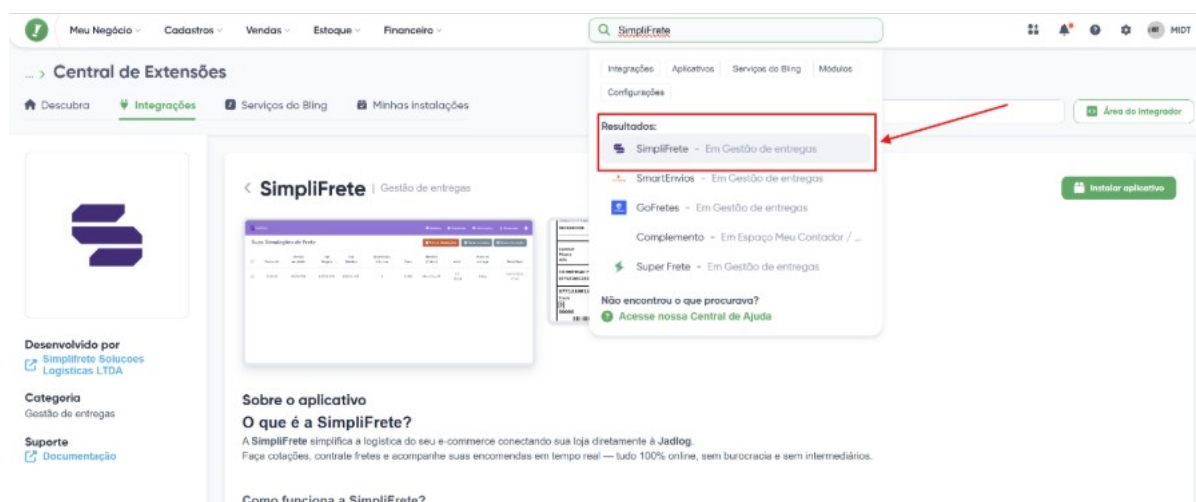 Meu Negócio Cadastros Vendas Estoque Financeiro SimpliFrete MIDT
... > Central de Extensões
Descubra Integrações Serviços do Bling Minhas instalações Área do integrador
Integrações Aplicativos Serviços do Bling Módulos
Configurações
Resultados:
SimpliFrete - Em Gestão de entregas
SmartEnvios - Em Gestão de entregas
GoFretes - Em Gestão de entregas
Complemento - Em Espaço Meu Contador / ...
Super Frete - Em Gestão de entregas
Não encontrou o que procurava?
Acesse nossa Central de Ajuda
< SimpliFrete | Gestão de entregas
Instalar aplicativo
Suas Simulações de Frete
Desenvolvido por
Simplifrete Solucoes
Logisticas LTDA
Categoria
Gestão de entregas
Suporte
Documentação
Sobre o aplicativo
O que é a SimpliFrete?
A SimpliFrete simplifica a logística do seu e-commerce conectando sua loja diretamente à Jadlog.
Faça cotações, contrate fretes e acompanhe suas encomendas em tempo real — tudo 100% online, sem burocracia e sem intermediários.
Como funciona a SimpliFrete?